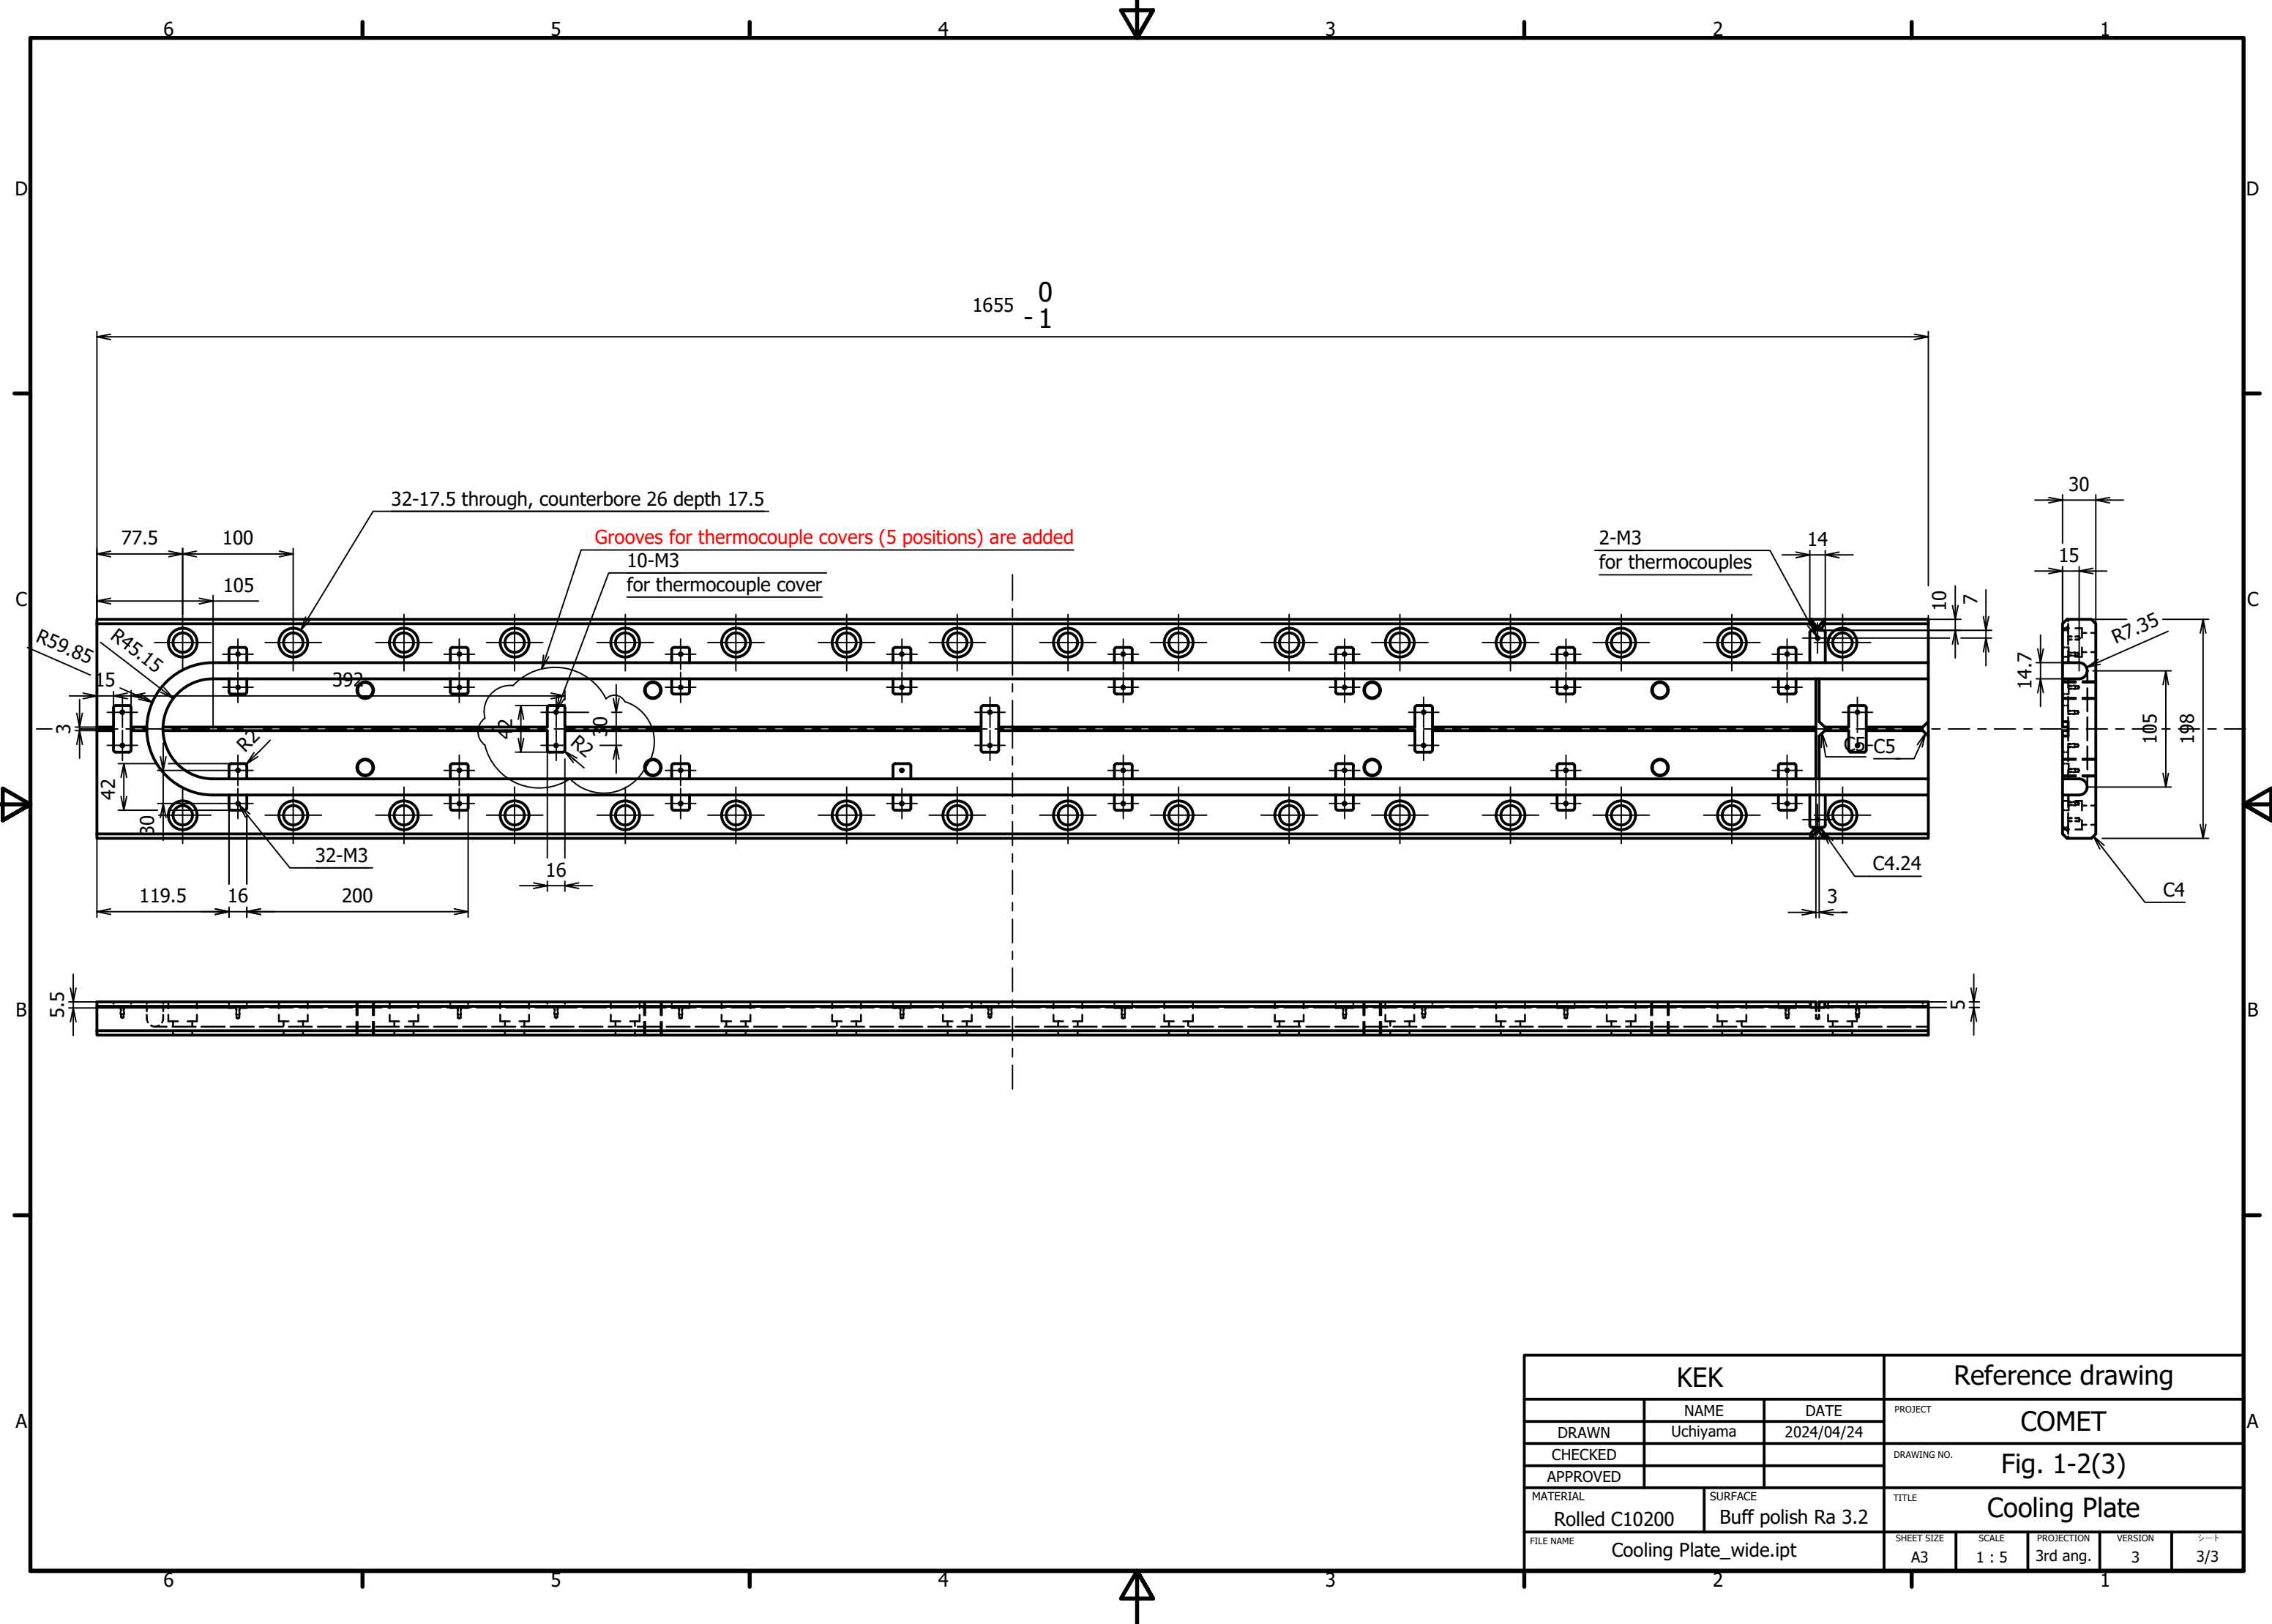 6 5 4 3 2 1
D D
1655 0
-1
32-17.5 through, counterbore 26 depth 17.5
Grooves for thermocouple covers (5 positions) are added
10-M3
for thermocouple cover
2-M3
for thermocouples
14
30
15
77.5 100
105
10 7
C C
R59.85 R45.15
15
392
3
R2
42
30
R2
42
30
32-M3
119.5 16 200
16
C5 C5
C4.24
3
R7.35
14.7
105
198
C4
B B
5.5
5
A A
KEK
Reference drawing
NAME DATE
DRAWN Uchiyama 2024/04/24
CHECKED
APPROVED
PROJECT
COMET
DRAWING NO.
Fig. 1-2(3)
MATERIAL
Rolled C10200
SURFACE
Buff polish Ra 3.2
TITLE
Cooling Plate
FILE NAME
Cooling Plate_wide.ipt
SHEET SIZE SCALE PROJECTION VERSION シート
A3 1 : 5 3rd ang. 3 3/3
6 5 4 3 2 1